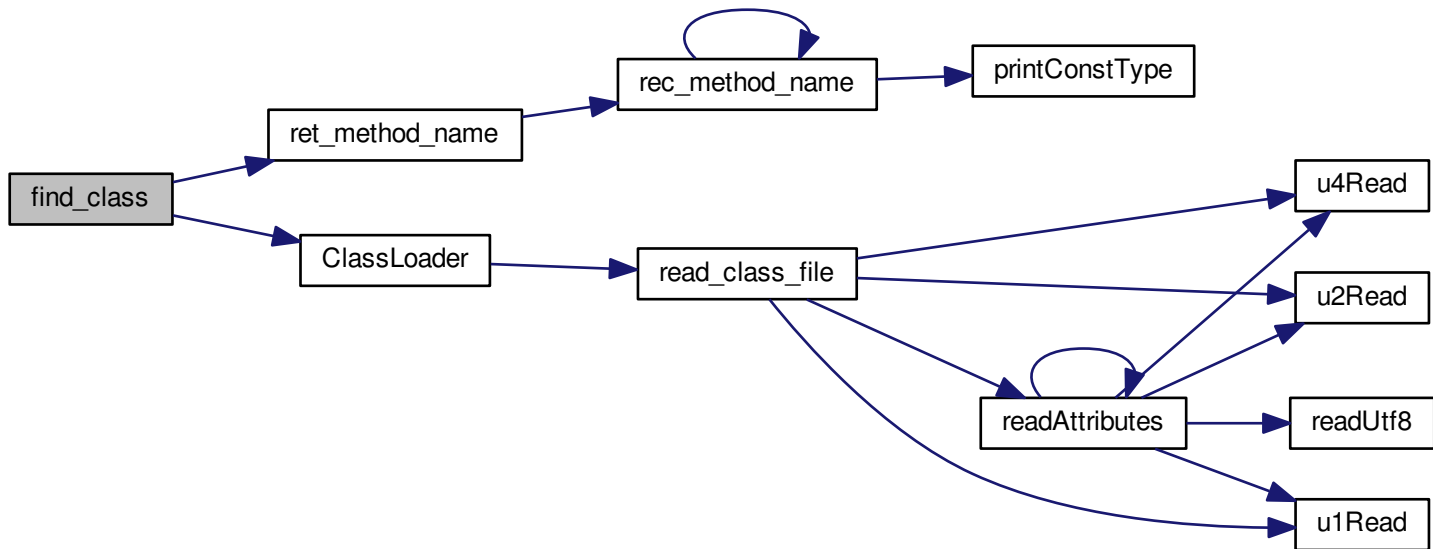 printConstType
rec_method_name
ret_method_name
u4Read
find_class
ClassLoader
read_class_file
u2Read
readAttributes
readUtf8
u1Read